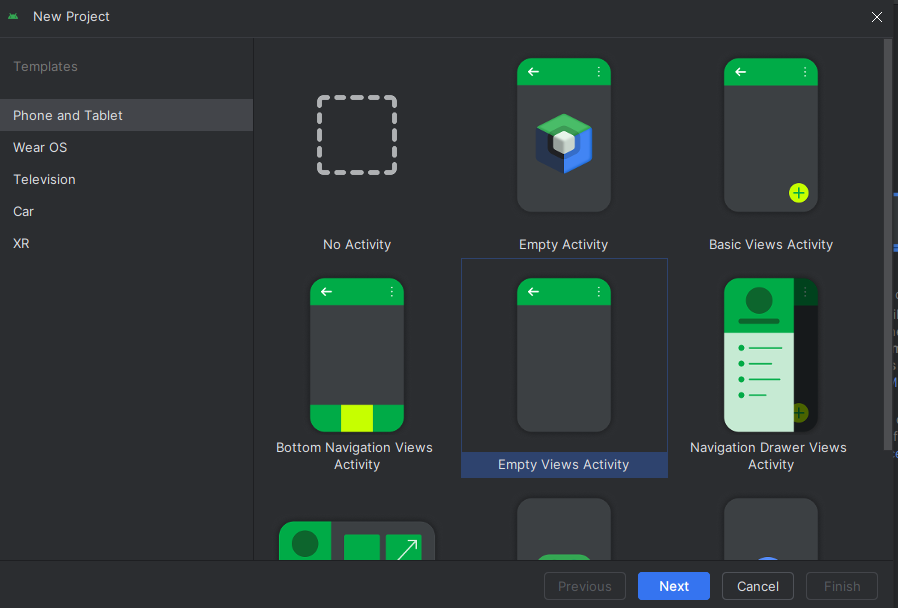 New Project
Templates
Phone and Tablet
Wear OS
Television
Car
XR
No Activity
Empty Activity
Basic Views Activity
Bottom Navigation Views
Activity
Empty Views Activity
Navigation Drawer Views
Activity
Previous
Next
Cancel
Finish